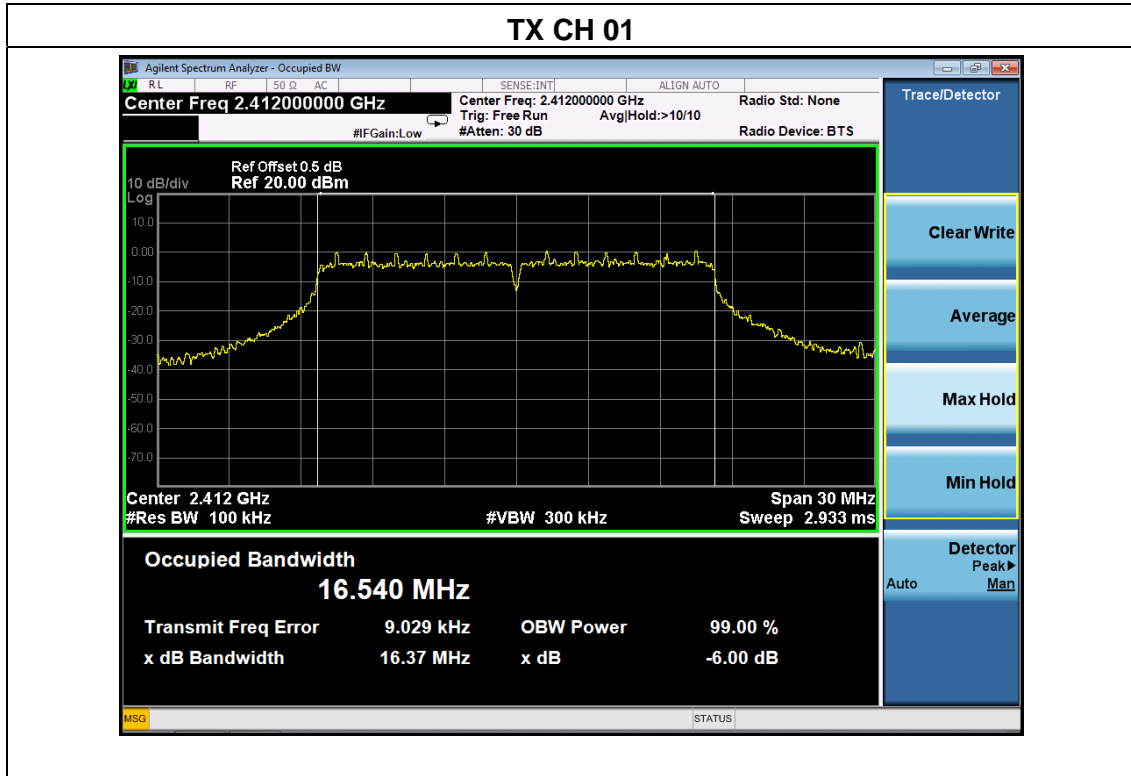 TX CH 01
Agilent Spectrum Analyzer - Occupied BW
LXI RL RF 50 Ω AC SENSE:INT ALIGN AUTO
Center Freq 2.412000000 GHz
#IFGain:Low
Center Freq: 2.412000000 GHz
Trig: Free Run Avg|Hold:>10/10
#Atten: 30 dB
Radio Std: None
Radio Device: BTS
Ref Offset 0.5 dB
10 dB/div Ref 20.00 dBm
Log
10.0
0.00
-10.0
-20.0
-30.0
-40.0
-50.0
-60.0
-70.0
Center 2.412 GHz Span 30 MHz
#Res BW 100 kHz #VBW 300 kHz Sweep 2.933 ms
Occupied Bandwidth
16.540 MHz
Transmit Freq Error 9.029 kHz OBW Power 99.00 %
x dB Bandwidth 16.37 MHz x dB -6.00 dB
MSG STATUS
Trace/Detector
Clear Write
Average
Max Hold
Min Hold
Detector
Peak▶
Auto Man